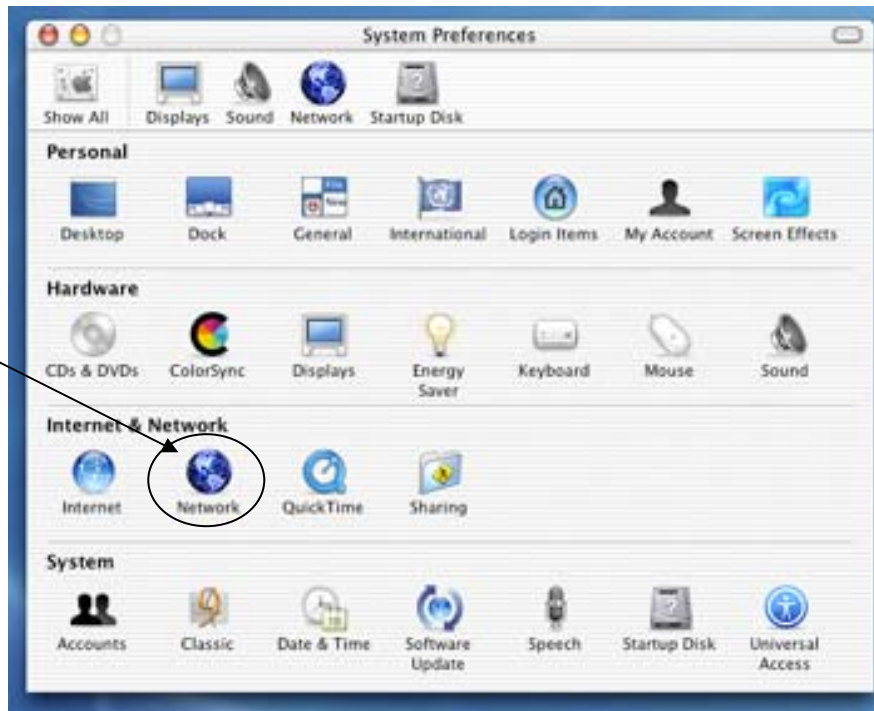 System Preferences
Show All Displays Sound Network Startup Disk
Personal
Desktop Dock General International Login Items My Account Screen Effects
Hardware
CDs & DVDs ColorSync Displays Energy Saver Keyboard Mouse Sound
Internet & Network
Internet Network QuickTime Sharing
System
Accounts Classic Date & Time Software Update Speech Startup Disk Universal Access